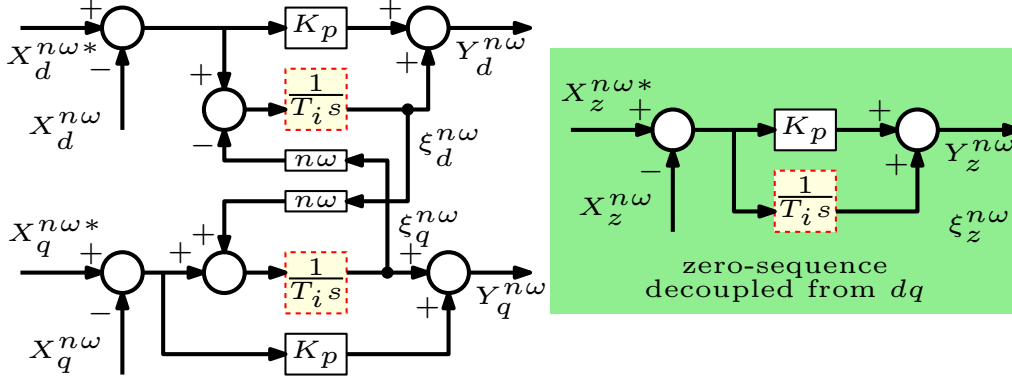 + K_p + Y_d^{nω}
X_d^{nω*} − + +
X_d^{nω} 1/(T_i s) ξ_d^{nω}
− nω
nω
X_q^{nω*} + ξ_q^{nω}
+ + 1/(T_i s) + Y_q^{nω}
− K_p +
X_q^{nω}
X_z^{nω*} + K_p + Y_z^{nω}
− +
X_z^{nω} 1/(T_i s) ξ_z^{nω}
zero-sequence
decoupled from dq